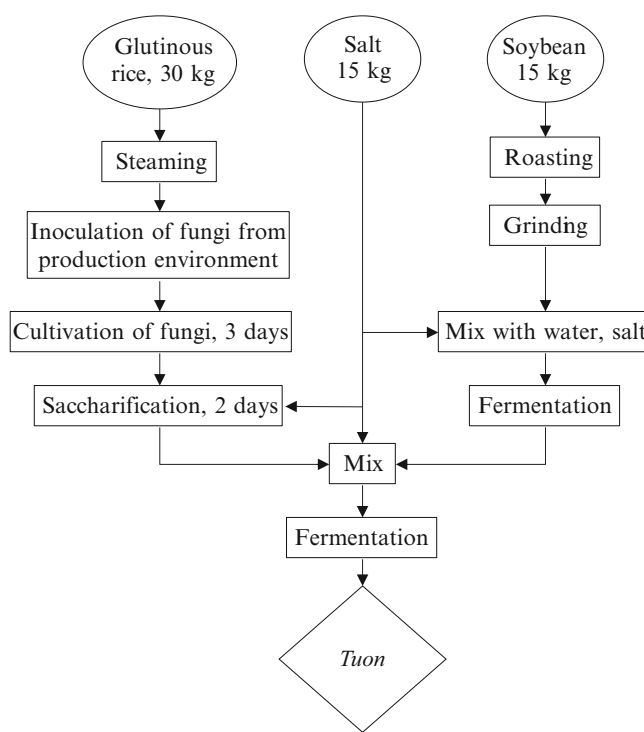 Glutinous
rice, 30 kg
Salt
15 kg
Soybean
15 kg
Steaming
Roasting
Inoculation of fungi from
production environment
Grinding
Cultivation of fungi, 3 days
Mix with water, salt
Saccharification, 2 days
Fermentation
Mix
Fermentation
Tuon